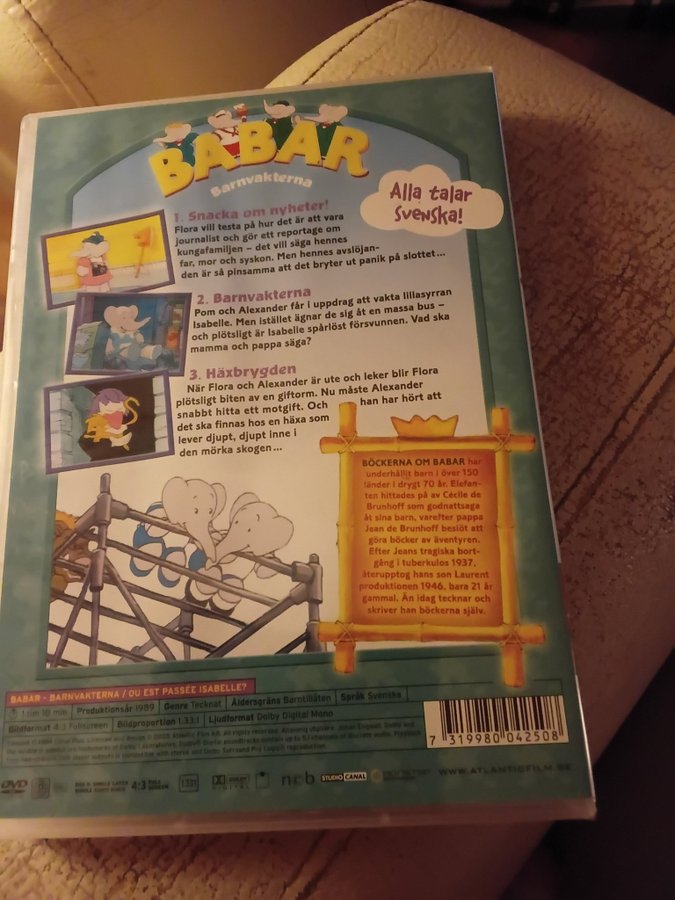 BABAR
Barnvakterna
Alla talar
Svenska!
1. Snacka om nyheter!
Flora vill testa på hur det är att vara
journalist och gör ett reportage om
kungafamiljen – det vill säga hennes
far, mor och syskon. Men hennes avslöjan-
den är så pinsamma att det bryter ut panik på slottet...
2. Barnvakterna
Pom och Alexander får i uppdrag att vakta lillasyrran
Isabelle. Men istället ägnar de sig åt en massa bus –
och plötsligt är Isabelle spårlöst försvunnen. Vad ska
mamma och pappa säga?
3. Häxbrygden
När Flora och Alexander är ute och leker blir Flora
plötsligt biten av en giftorm. Nu måste Alexander
snabbt hitta ett motgift. Och han har hört att
det ska finnas hos en häxa som
lever djupt, djupt inne i
den mörka skogen...
BÖCKERNA OM BABAR har
underhållit barn i över 150
länder i drygt 70 år. Elefan-
ten hittades på av Cécile de
Brunhoff som godnattsaga
åt sina barn, varefter pappa
Jean de Brunhoff beslöt att
göra böcker av äventyren.
Efter Jeans tragiska bort-
gång i tuberkulos 1937,
återupptog hans son Laurent
produktionen 1946, bara 21 år
gammal. Än idag tecknar och
skriver han böckerna själv.
BABAR - BARNVAKTERNA / OU EST PASSÉE ISABELLE?
1 tim 10 min Produktionsår 1989 Genre Tecknat Åldersgräns Barntillåten Språk Svenska
Bildformat 4:3 Fullscreen Bildproportion 1.33:1 Ljudformat Dolby Digital Mono
7 319980 042508
DVD 4:3 1.33:1 DOLBY DIGITAL nrb STUDIO CANAL WWW.ATLANTICFILM.SE